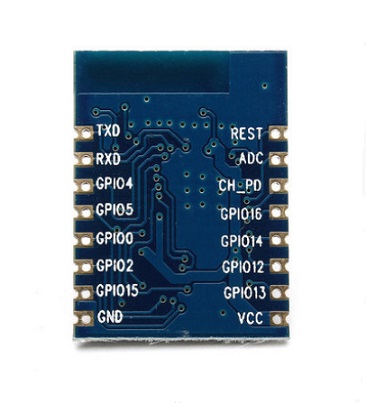 TXD
RXD
GPIO4
GPIO5
GPIO0
GPIO2
GPIO15
GND
REST
ADC
CH_PD
GPIO16
GPIO14
GPIO12
GPIO13
VCC